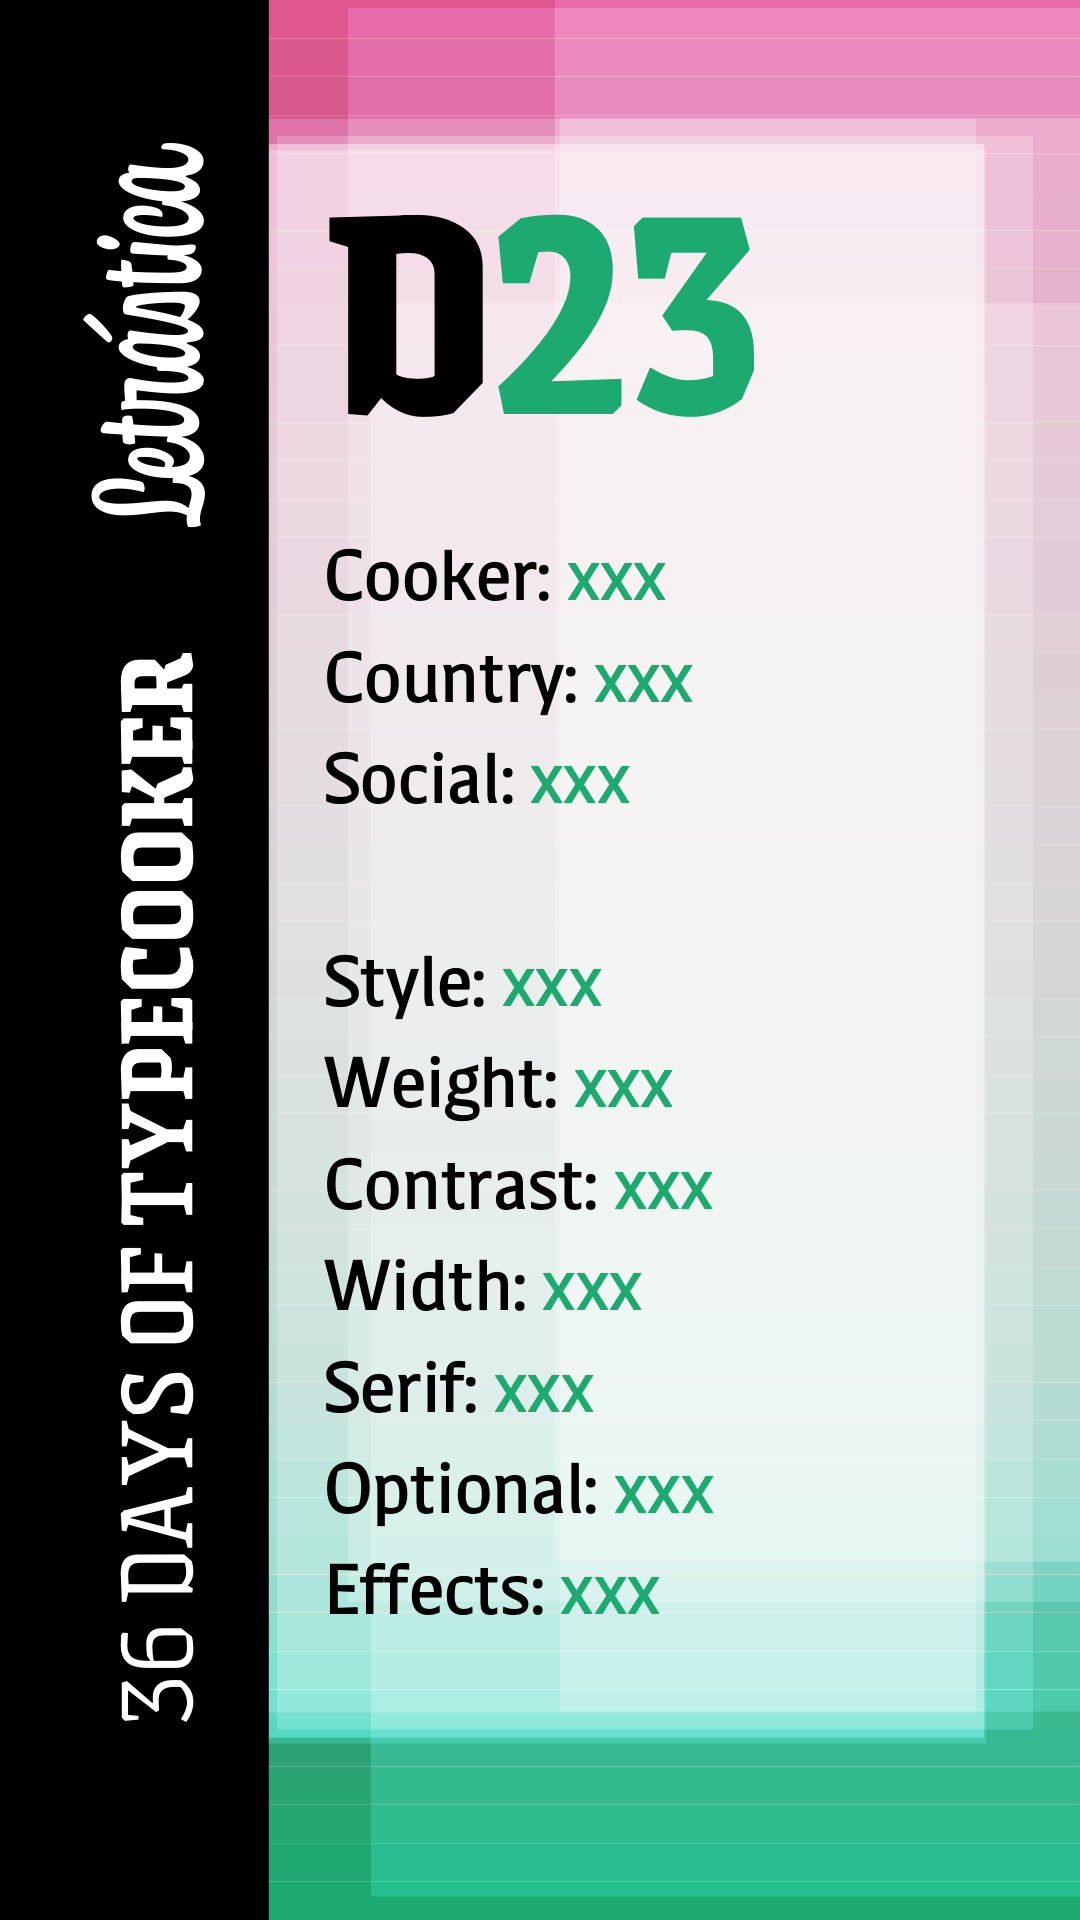 Letrástica
36 DAYS OF TYPECOOKER
D23
Cooker: xxx
Country: xxx
Social: xxx
Style: xxx
Weight: xxx
Contrast: xxx
Width: xxx
Serif: xxx
Optional: xxx
Effects: xxx